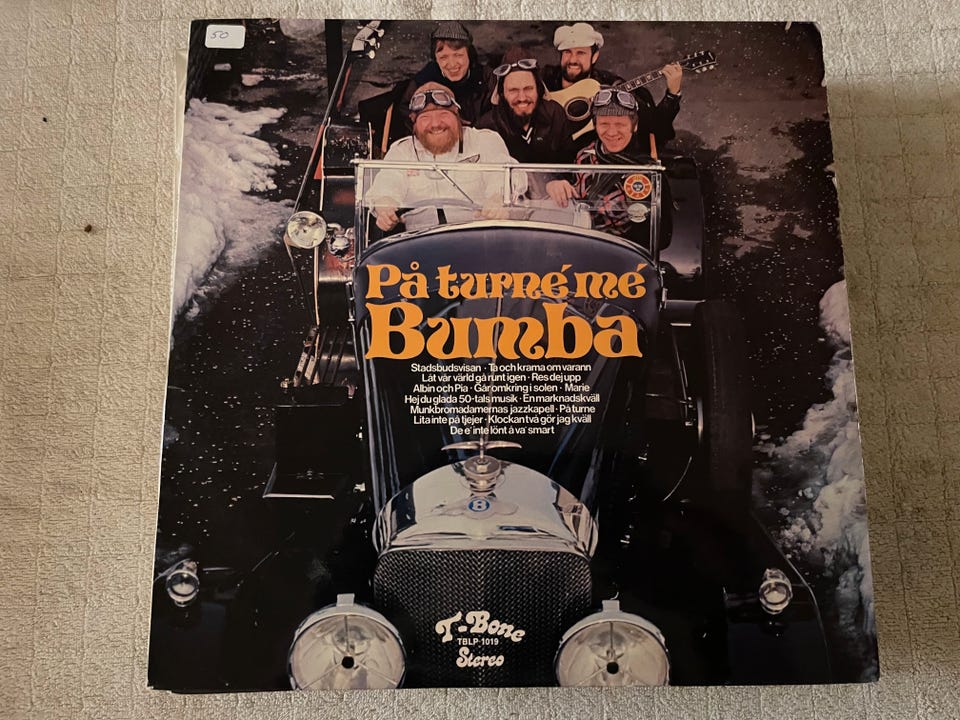 50
På turné mé
Bumba
Stadsbudsvisan · Ta och krama om varann
Låt vår värld gå runt igen · Res dej upp
Albin och Pia · Går omkring i solen · Marie
Hej du glada 50-tals musik · En marknadskväll
Munkbromadamernas jazzkapell · På turne
Lita inte på tjejer · Klockan två gör jag kväll
De e' inte lönt å va' smart
B
T-Bone
TBLP 1019
Stereo